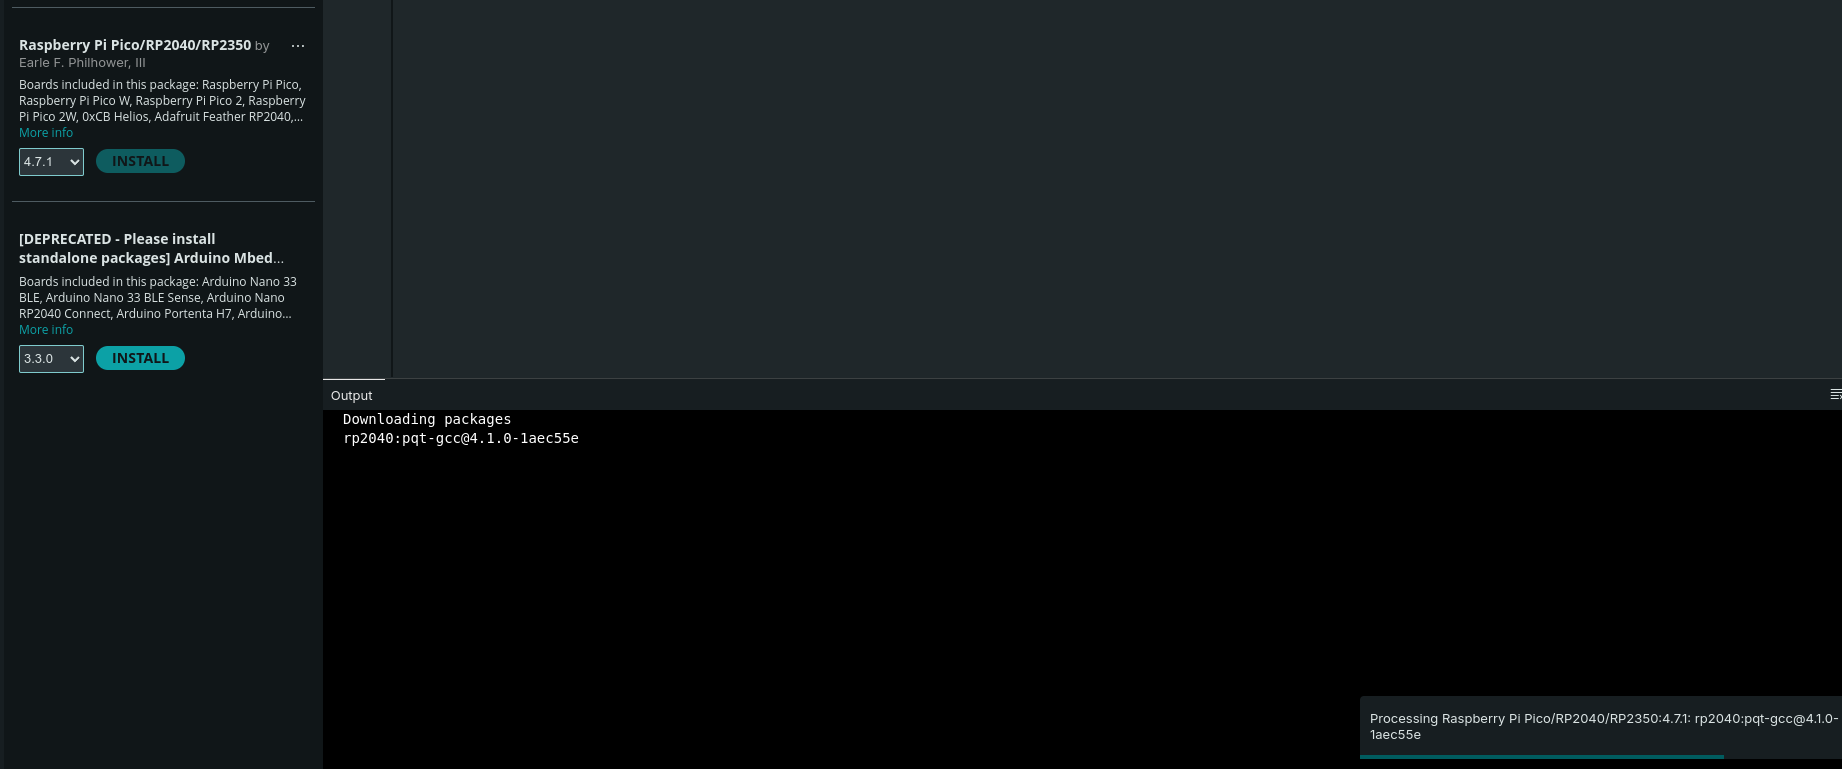 Raspberry Pi Pico/RP2040/RP2350 by ...
Earle F. Philhower, III
Boards included in this package: Raspberry Pi Pico,
Raspberry Pi Pico W, Raspberry Pi Pico 2, Raspberry
Pi Pico 2W, 0xCB Helios, Adafruit Feather RP2040,...
More info
4.7.1 INSTALL
[DEPRECATED - Please install
standalone packages] Arduino Mbed...
Boards included in this package: Arduino Nano 33
BLE, Arduino Nano 33 BLE Sense, Arduino Nano
RP2040 Connect, Arduino Portenta H7, Arduino...
More info
3.3.0 INSTALL
Output
Downloading packages
rp2040:pqt-gcc@4.1.0-1aec55e
Processing Raspberry Pi Pico/RP2040/RP2350:4.7.1: rp2040:pqt-gcc@4.1.0-
1aec55e